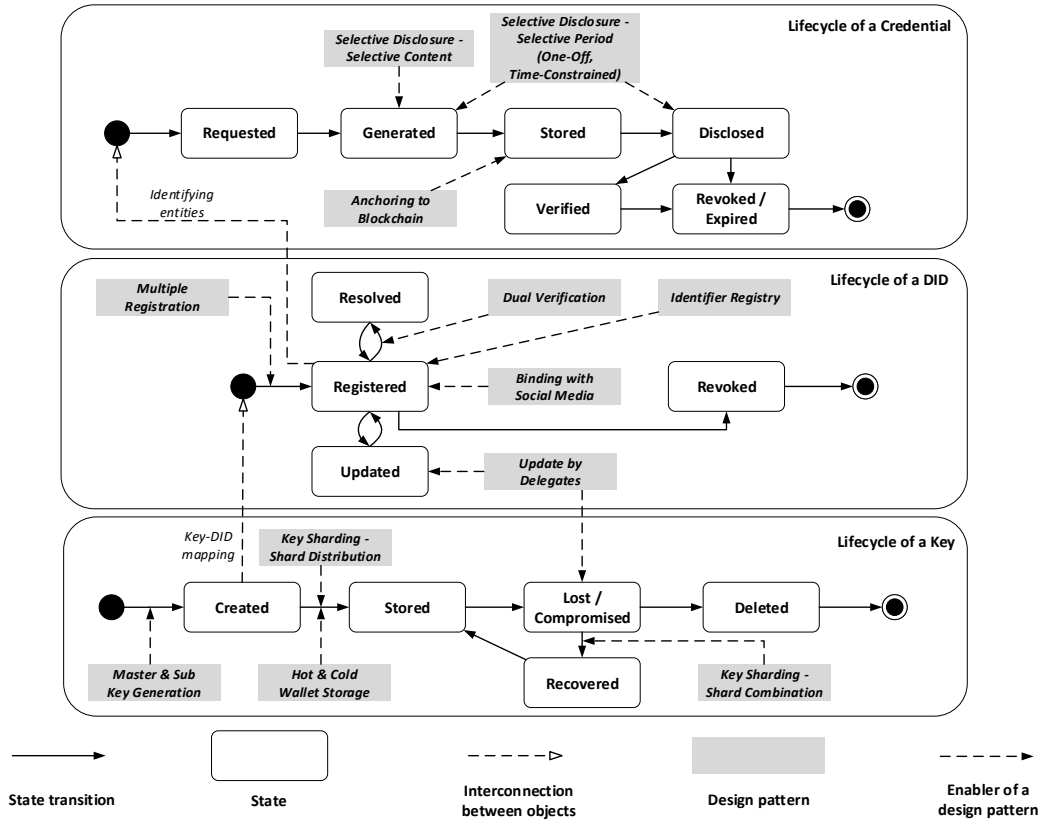 Lifecycle of a Credential
Selective Disclosure -
Selective Content
Selective Disclosure -
Selective Period
(One-Off,
Time-Constrained)
Requested
Generated
Stored
Disclosed
Identifying
entities
Anchoring to
Blockchain
Verified
Revoked /
Expired
Lifecycle of a DID
Multiple
Registration
Resolved
Dual Verification
Identifier Registry
Registered
Binding with
Social Media
Revoked
Updated
Update by
Delegates
Lifecycle of a Key
Key-DID
mapping
Key Sharding -
Shard Distribution
Created
Stored
Lost /
Compromised
Deleted
Master & Sub
Key Generation
Hot & Cold
Wallet Storage
Recovered
Key Sharding -
Shard Combination
State transition
State
Interconnection
between objects
Design pattern
Enabler of a
design pattern